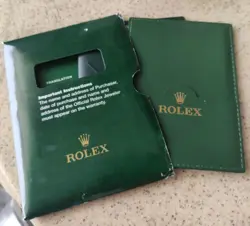 TRANSLATION
Important Instructions
The name and address of Purchaser,
date of purchase and name and
address of the Official Rolex Jeweler
must appear on the warranty.
ROLEX
ROLEX